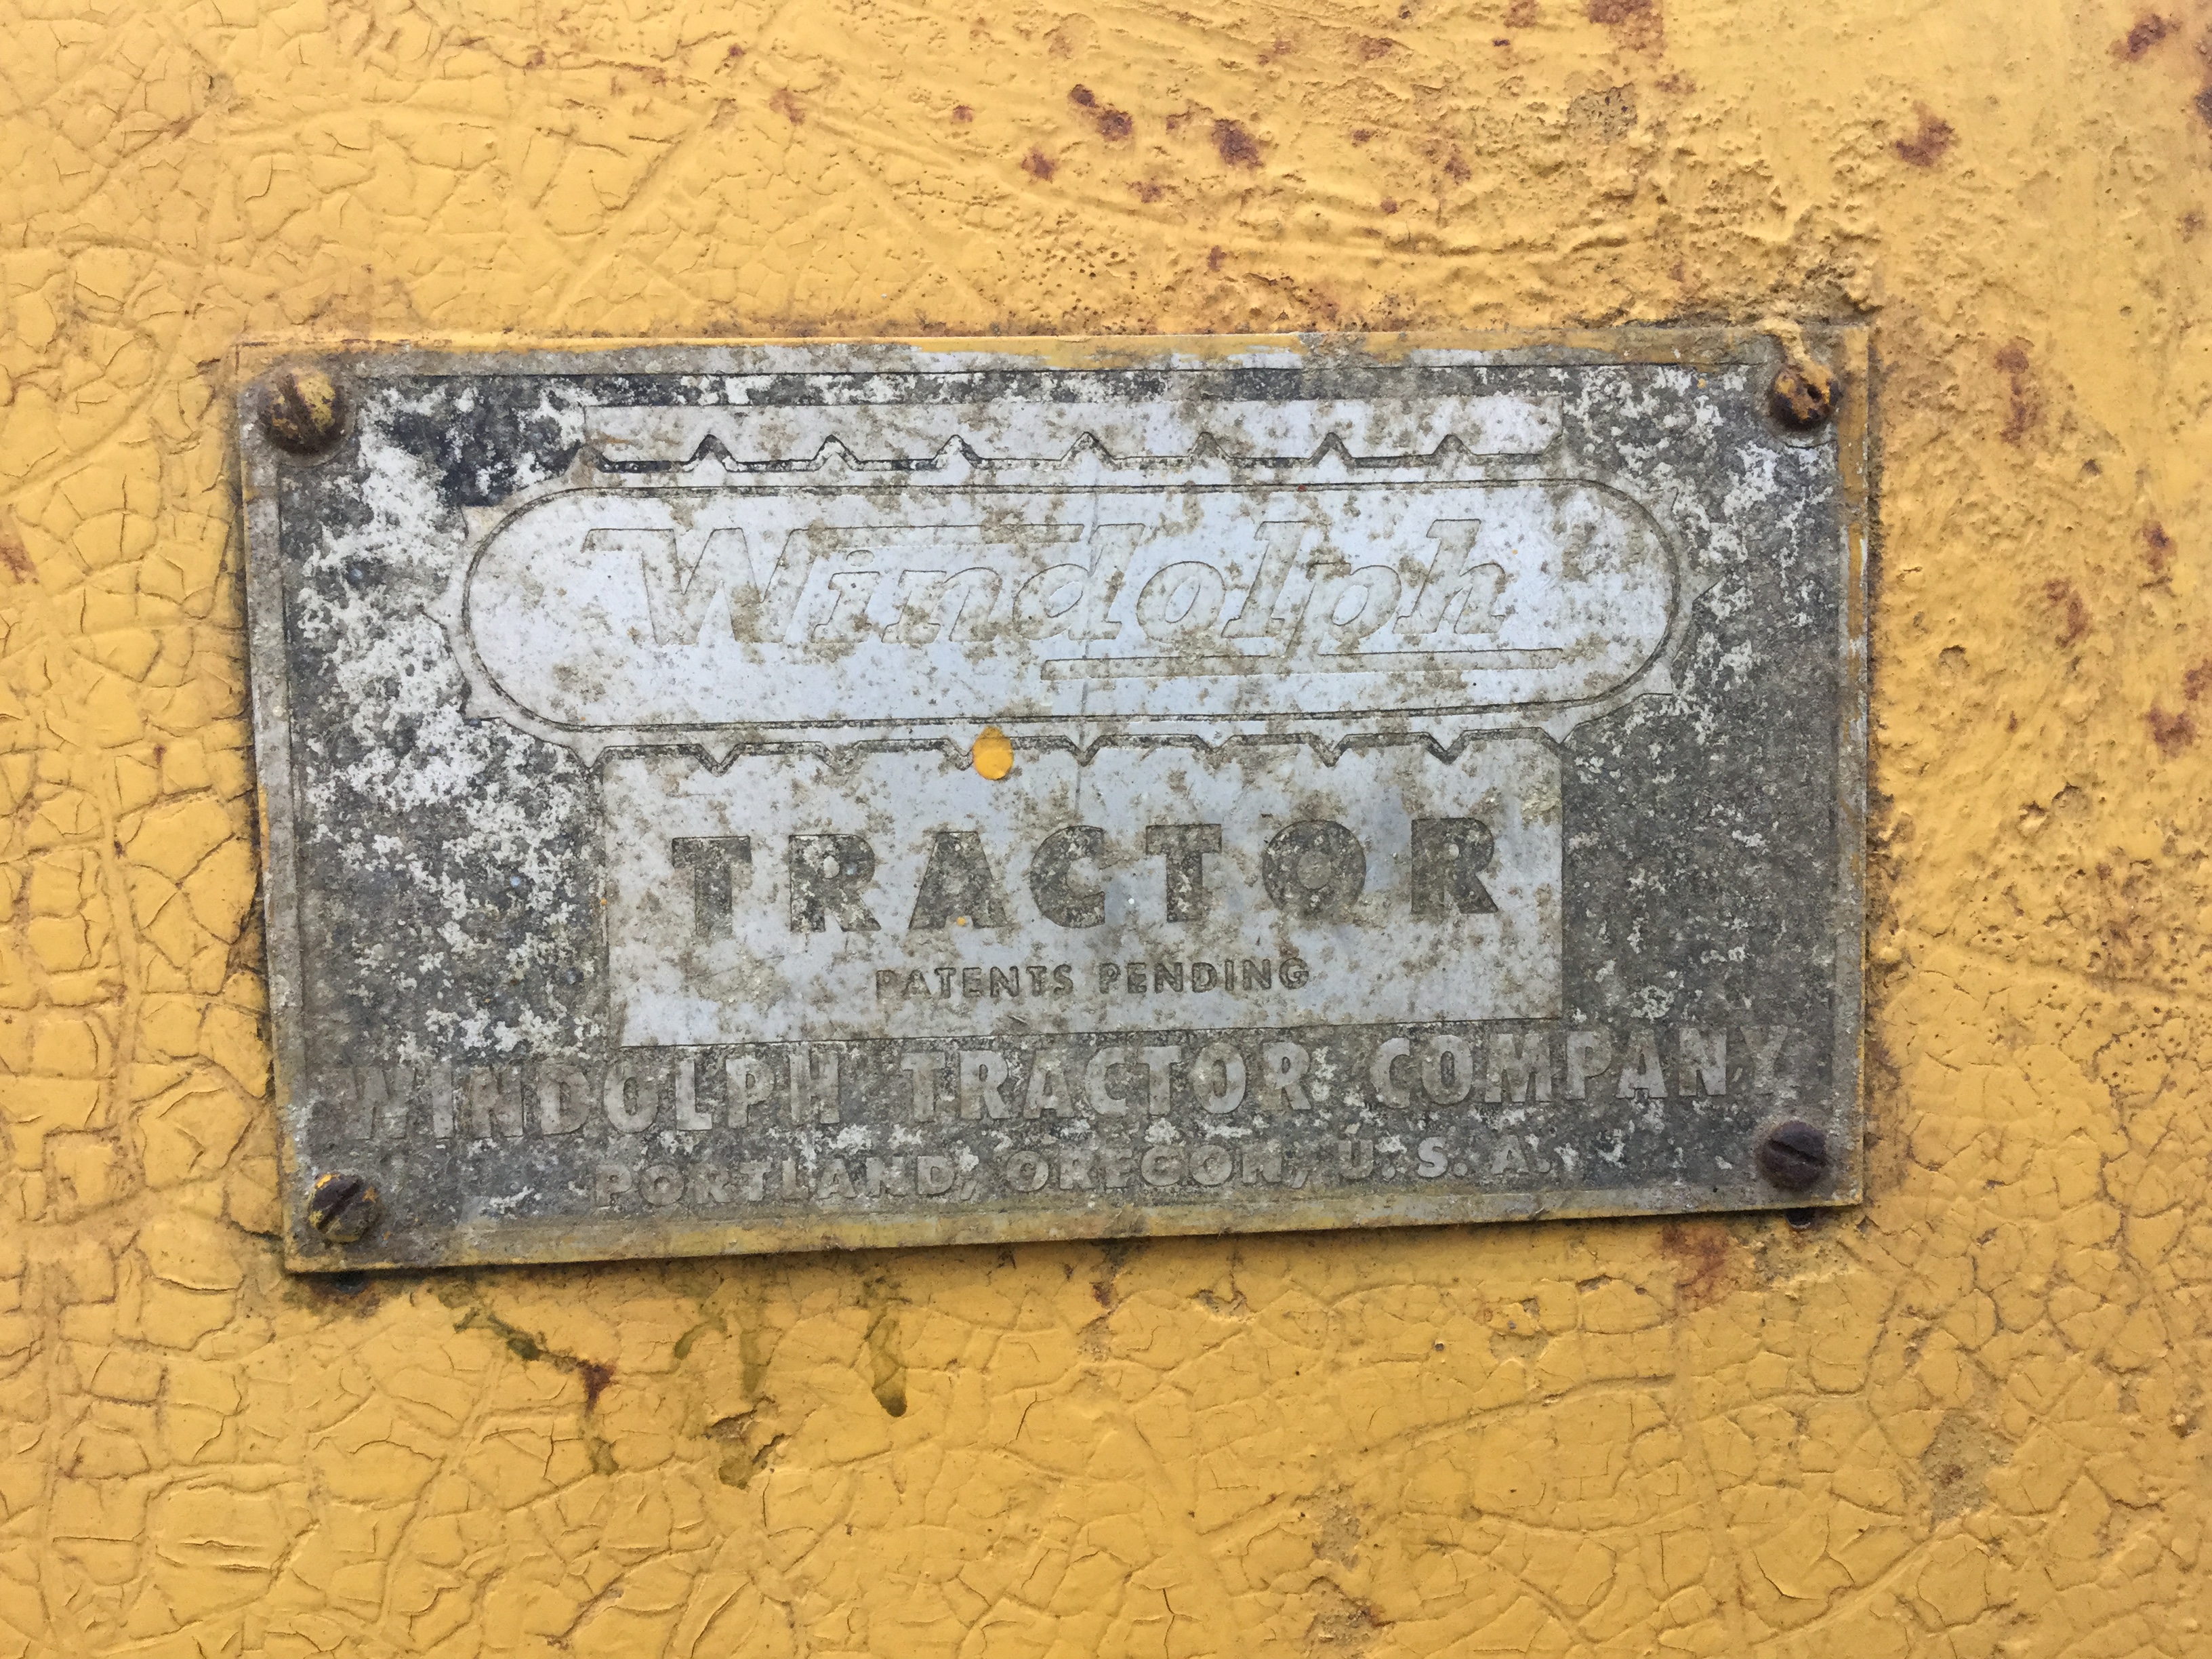 Windolph
TRACTOR
PATENTS PENDING
WINDOLPH TRACTOR COMPANY
PORTLAND, OREGON, U. S. A.